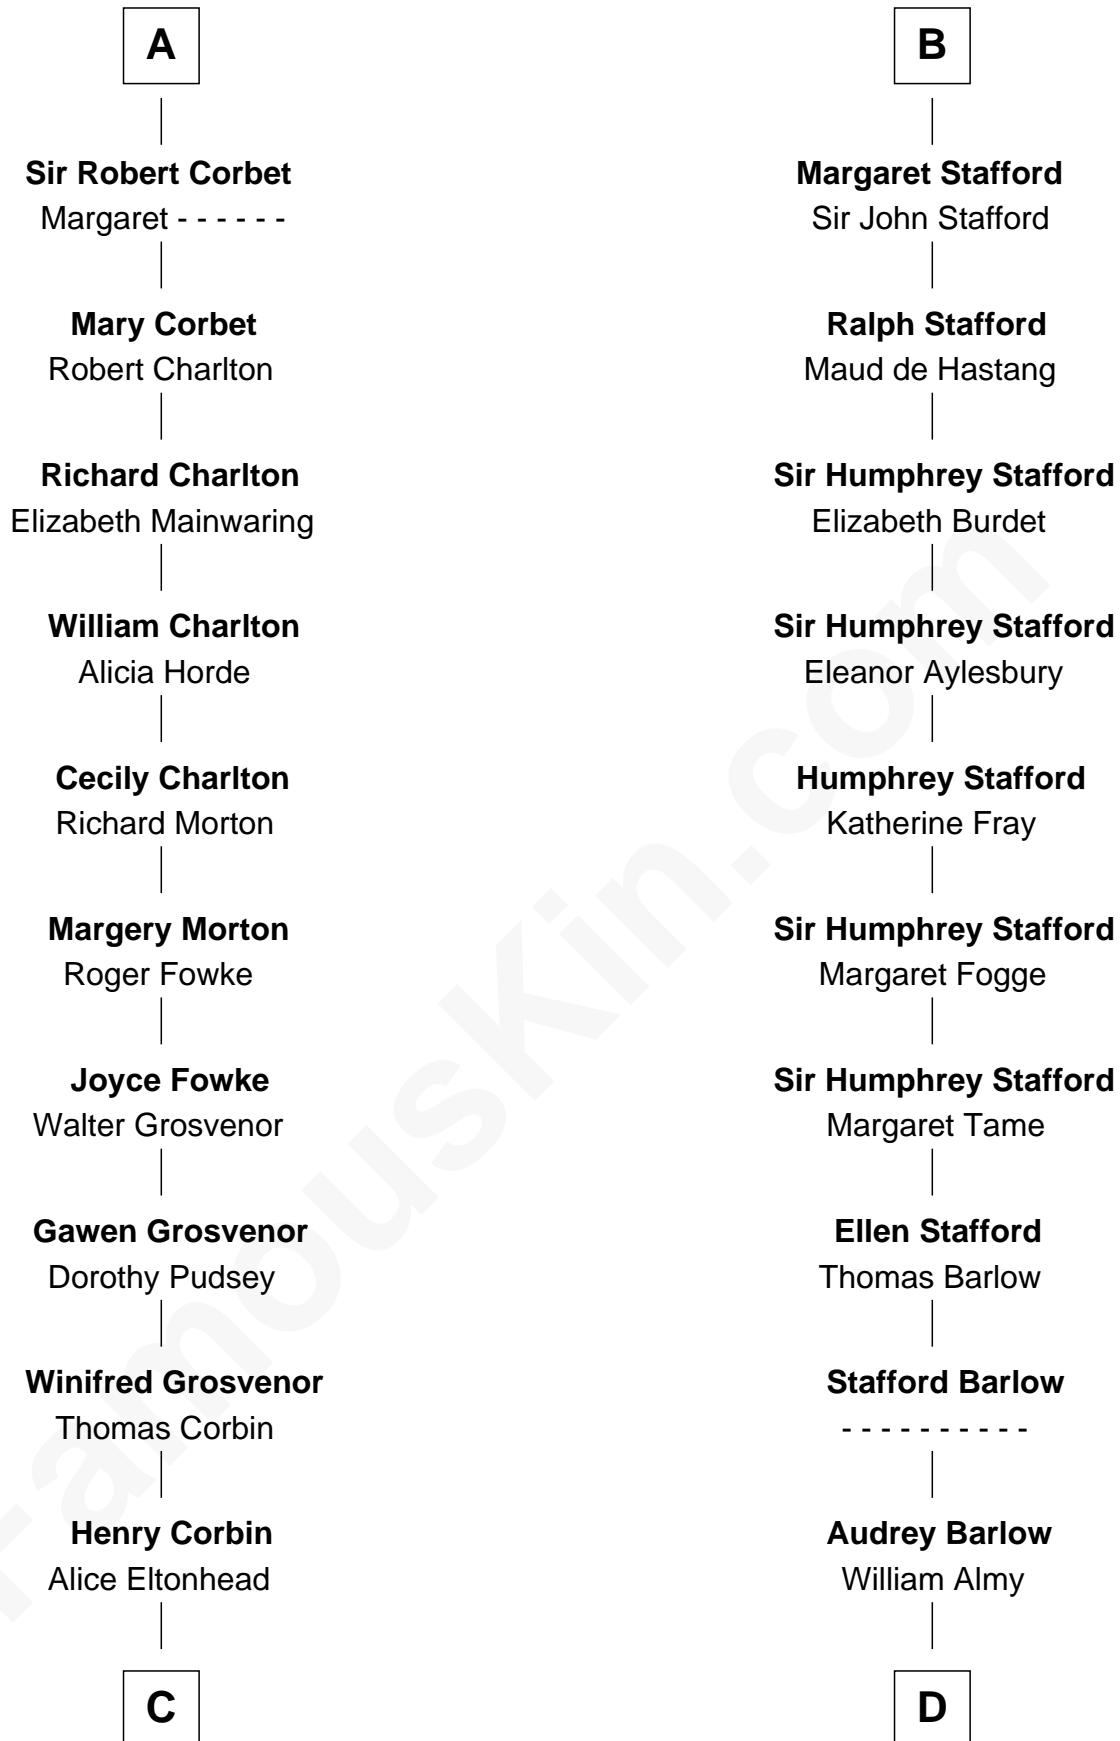 A
Sir Robert Corbet
Margaret - - - - - -
Mary Corbet
Robert Charlton
Richard Charlton
Elizabeth Mainwaring
William Charlton
Alicia Horde
Cecily Charlton
Richard Morton
Margery Morton
Roger Fowke
Joyce Fowke
Walter Grosvenor
Gawen Grosvenor
Dorothy Pudsey
Winifred Grosvenor
Thomas Corbin
Henry Corbin
Alice Eltonhead
C
B
Margaret Stafford
Sir John Stafford
Ralph Stafford
Maud de Hastang
Sir Humphrey Stafford
Elizabeth Burdet
Sir Humphrey Stafford
Eleanor Aylesbury
Humphrey Stafford
Katherine Fray
Sir Humphrey Stafford
Margaret Fogge
Sir Humphrey Stafford
Margaret Tame
Ellen Stafford
Thomas Barlow
Stafford Barlow
- - - - - - - - - -
Audrey Barlow
William Almy
D
FamousKin.com